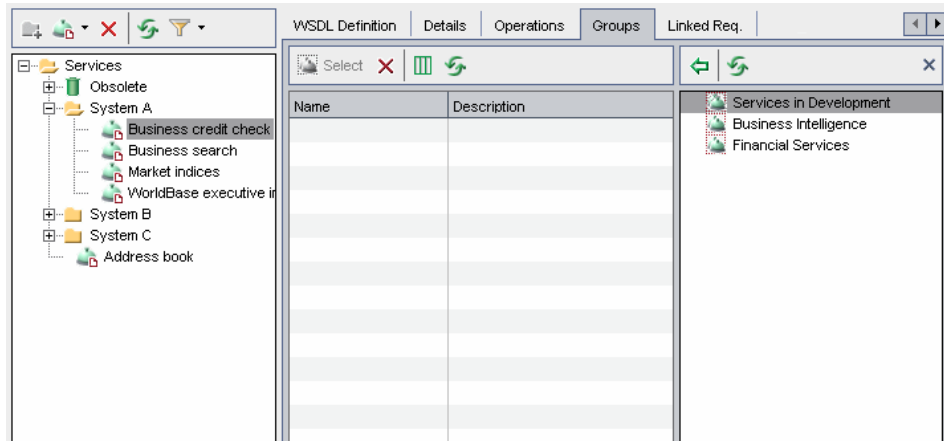 WSDL Definition
Details
Operations
Groups
Linked Req.
Services
Obsolete
System A
Business credit check
Business search
Market indices
WorldBase executive in
System B
System C
Address book
Select
Name
Description
Services in Development
Business Intelligence
Financial Services